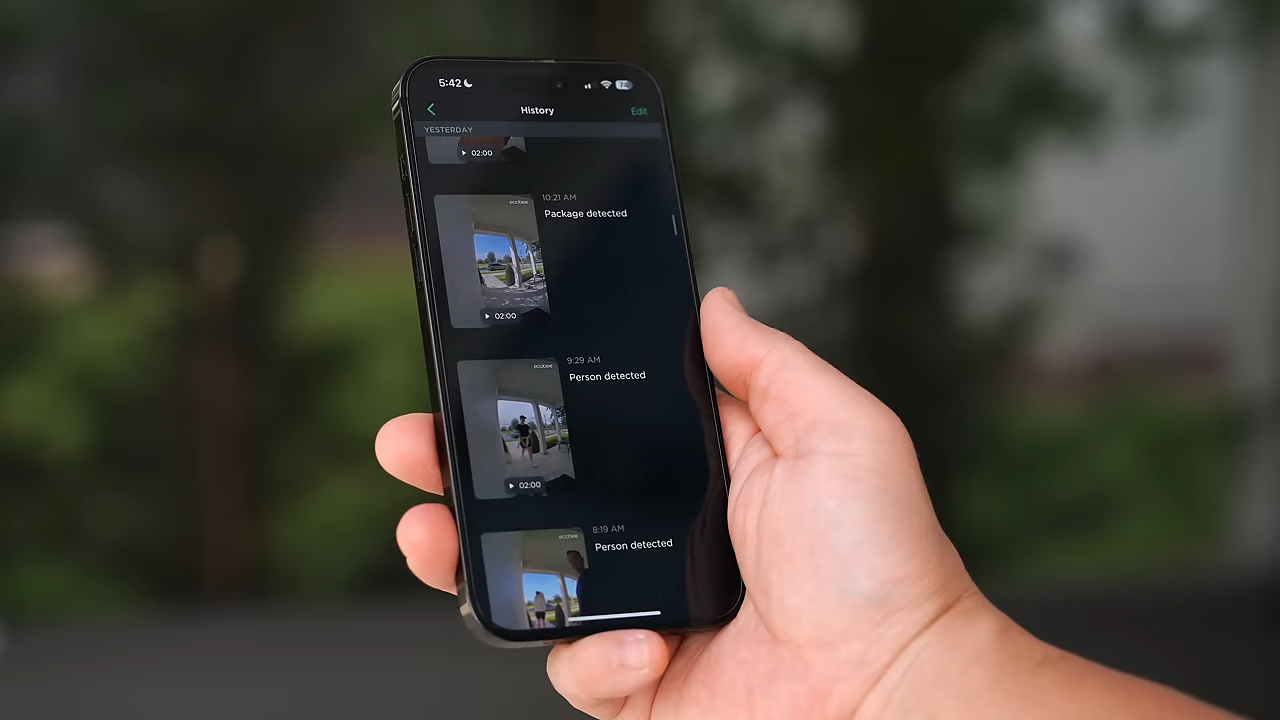 5:42
74
History
Edit
YESTERDAY
02:00
10:21 AM
ecobee
Package detected
02:00
9:29 AM
ecobee
Person detected
02:00
8:19 AM
ecobee
Person detected